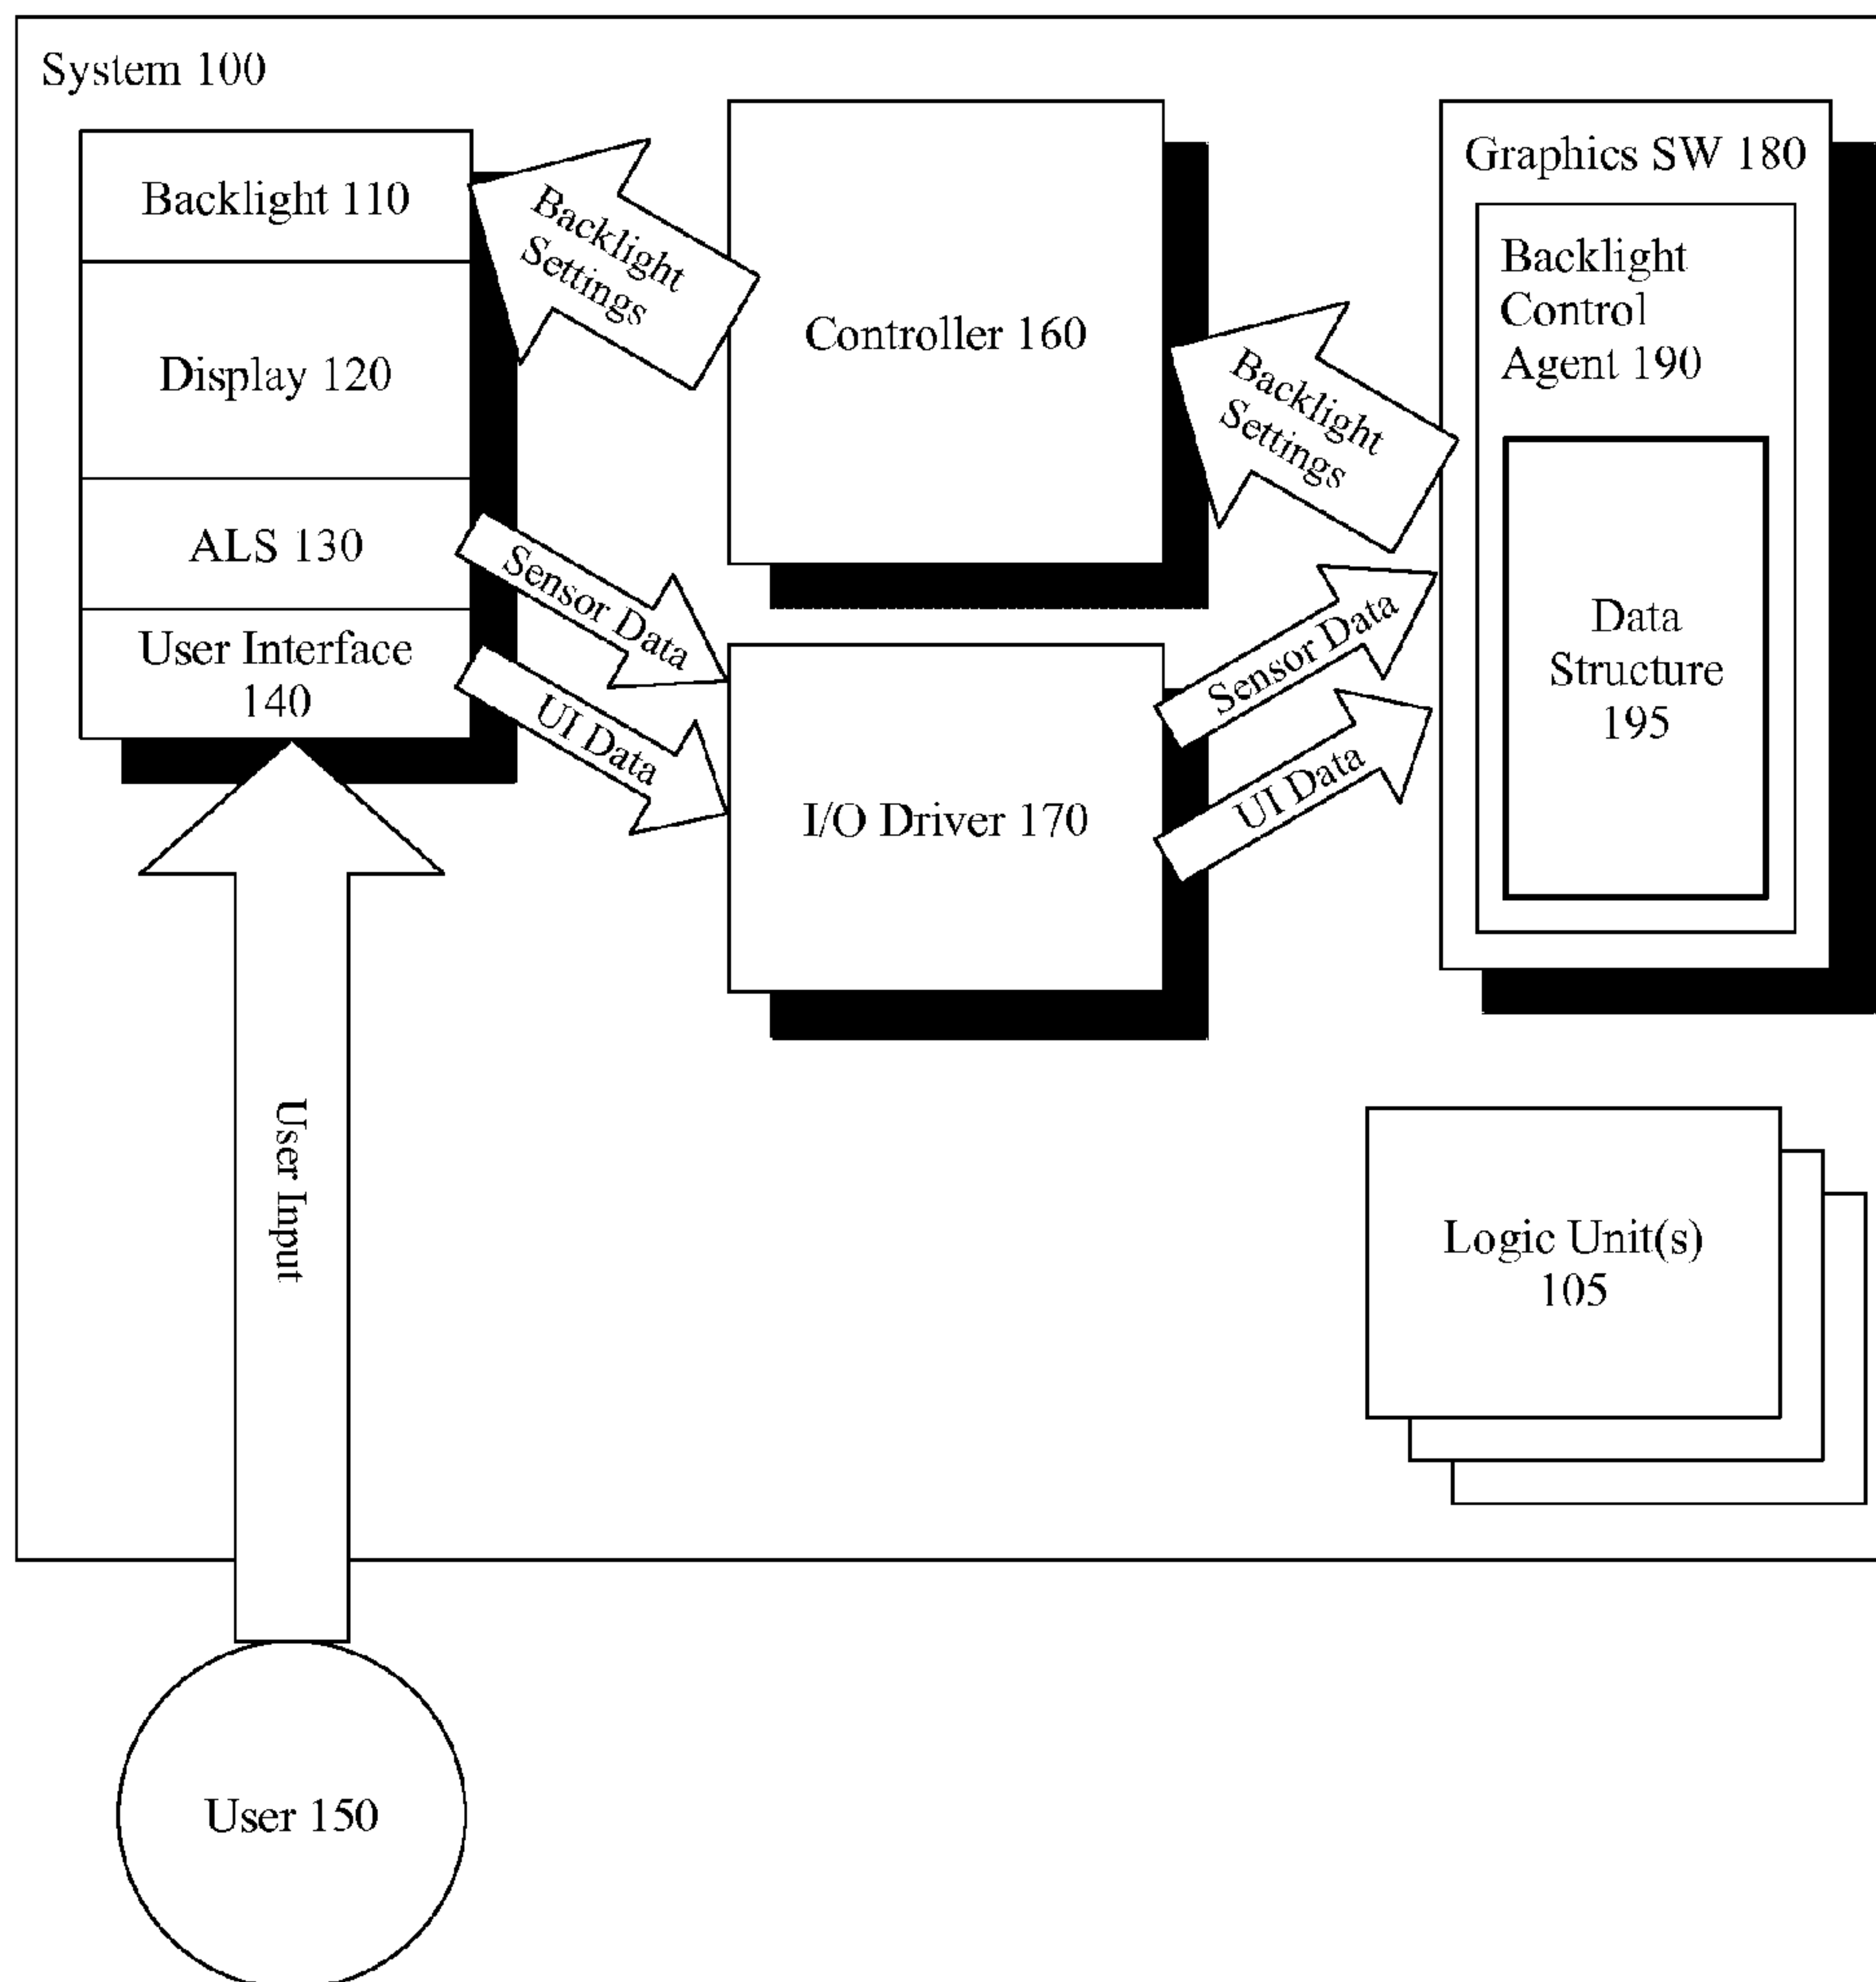 System 100
Backlight 110
Display 120
ALS 130
User Interface
140
Backlight
Settings
Controller 160
Backlight
Settings
Graphics SW 180
Backlight
Control
Agent 190
Data
Structure
195
Sensor Data
UI Data
I/O Driver 170
Sensor Data
UI Data
User Input
Logic Unit(s)
105
User 150